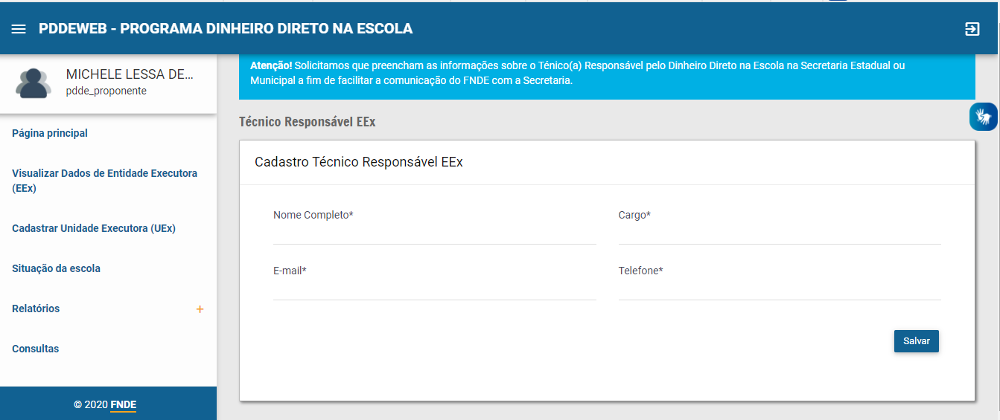 PDDEWEB - PROGRAMA DINHEIRO DIRETO NA ESCOLA
MICHELE LESSA DE...
pdde_proponente
Página principal
Visualizar Dados de Entidade Executora
(EEx)
Cadastrar Unidade Executora (UEx)
Situação da escola
Relatórios +
Consultas
© 2020 FNDE
Atenção! Solicitamos que preencham as informações sobre o Ténico(a) Responsável pelo Dinheiro Direto na Escola na Secretaria Estadual ou
Municipal a fim de facilitar a comunicação do FNDE com a Secretaria.
Técnico Responsável EEx
Cadastro Técnico Responsável EEx
Nome Completo*
Cargo*
E-mail*
Telefone*
Salvar